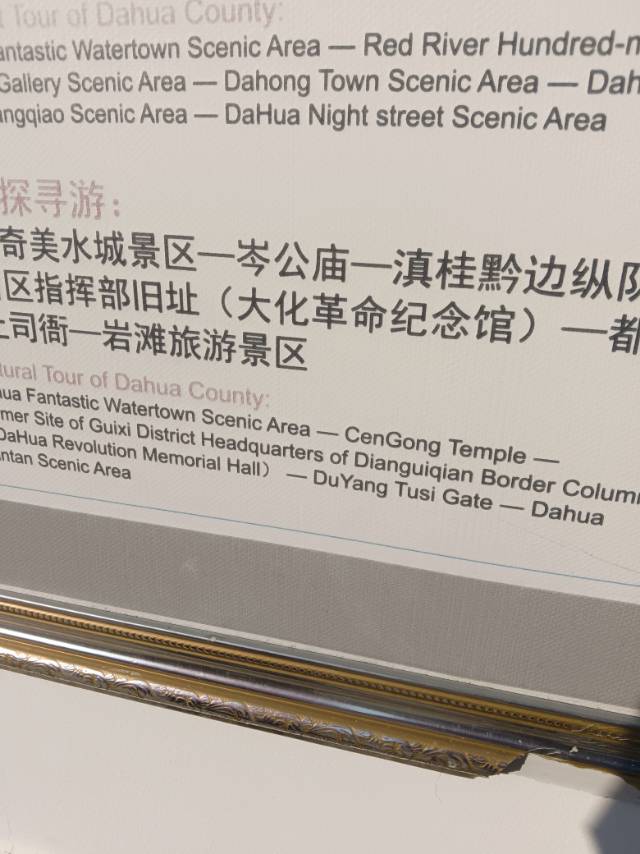 Tour of Dahua County:
antastic Watertown Scenic Area — Red River Hundred-m
Gallery Scenic Area — Dahong Town Scenic Area — Dah
angqiao Scenic Area — DaHua Night street Scenic Area
探寻游：
奇美水城景区—岑公庙—滇桂黔边纵队
区指挥部旧址（大化革命纪念馆）—都
土司衙—岩滩旅游景区
tural Tour of Dahua County:
ua Fantastic Watertown Scenic Area — CenGong Temple —
mer Site of Guixi District Headquarters of Dianguiqian Border Column
DaHua Revolution Memorial Hall） — DuYang Tusi Gate — Dahua
ntan Scenic Area